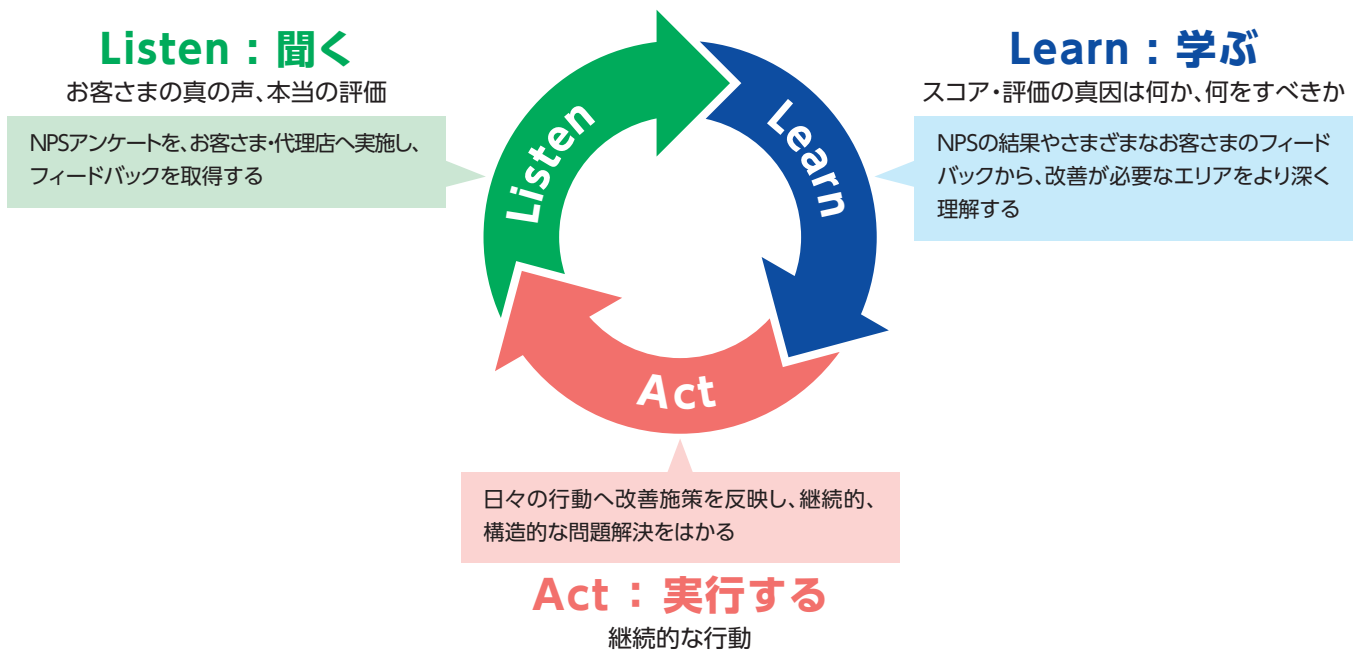 Listen：聞く
お客さまの真の声、本当の評価
NPSアンケートを、お客さま・代理店へ実施し、
フィードバックを取得する
Listen
Learn
Act
Learn：学ぶ
スコア・評価の真因は何か、何をすべきか
NPSの結果やさまざまなお客さまのフィード
バックから、改善が必要なエリアをより深く
理解する
日々の行動へ改善施策を反映し、継続的、
構造的な問題解決をはかる
Act：実行する
継続的な行動